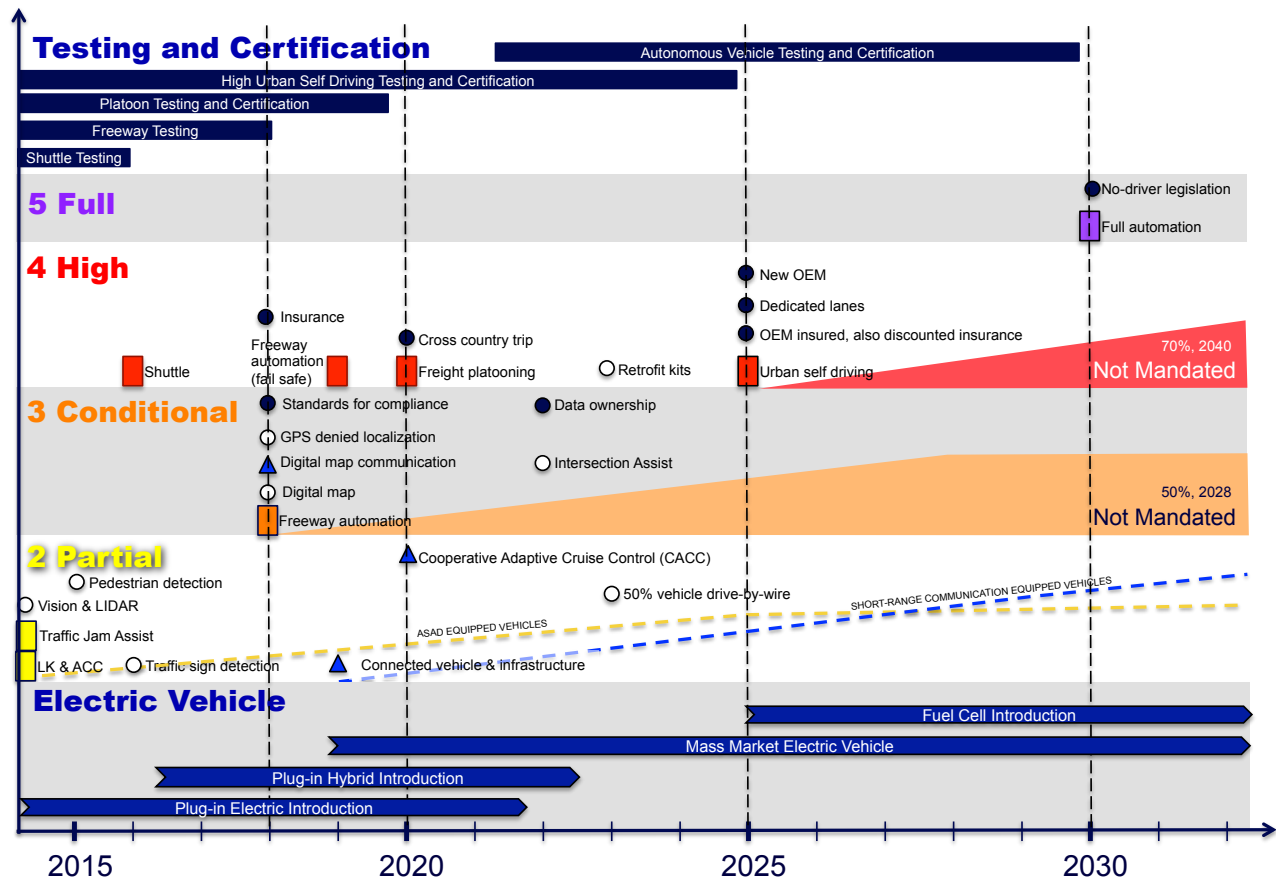 Testing and Certification
Autonomous Vehicle Testing and Certification
High Urban Self Driving Testing and Certification
Platoon Testing and Certification
Freeway Testing
Shuttle Testing
5 Full
No-driver legislation
Full automation
4 High
New OEM
Dedicated lanes
Insurance
OEM insured, also discounted insurance
Cross country trip
Freeway
automation
(fail safe)
Shuttle
Freight platooning
Retrofit kits
Urban self driving
70%, 2040
Not Mandated
3 Conditional
Standards for compliance
Data ownership
GPS denied localization
Digital map communication
Intersection Assist
Digital map
Freeway automation
50%, 2028
Not Mandated
2 Partial
Cooperative Adaptive Cruise Control (CACC)
Pedestrian detection
50% vehicle drive-by-wire
SHORT-RANGE COMMUNICATION EQUIPPED VEHICLES
Vision & LIDAR
ASAD EQUIPPED VEHICLES
Traffic Jam Assist
LK & ACC
Traffic sign detection
Connected vehicle & infrastructure
Electric Vehicle
Fuel Cell Introduction
Mass Market Electric Vehicle
Plug-in Hybrid Introduction
Plug-in Electric Introduction
2015
2020
2025
2030